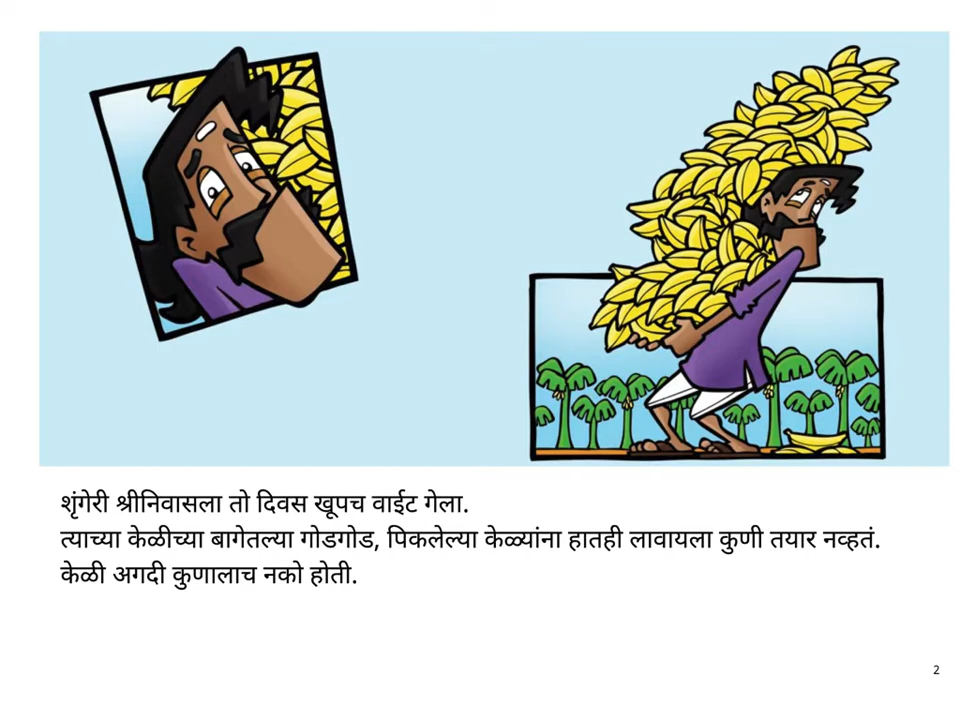 शृंगेरी श्रीनिवासला तो दिवस खूपच वाईट गेला.
त्याच्या केळीच्या बागेतल्या गोडगोड, पिकलेल्या केळ्यांना हातही लावायला कुणी तयार नव्हतं.
केळी अगदी कुणालाच नको होती.
2